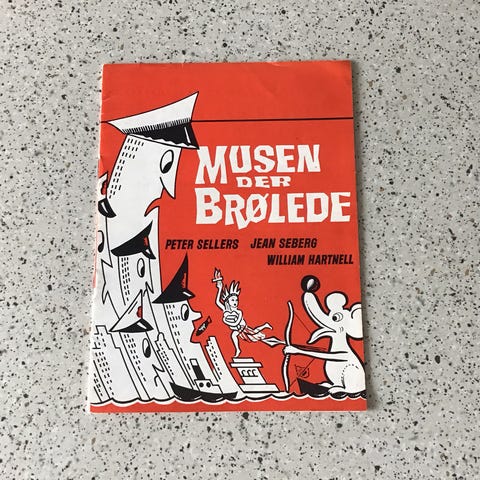 MUSEN
DER
BRØLEDE
PETER SELLERS JEAN SEBERG
WILLIAM HARTNELL